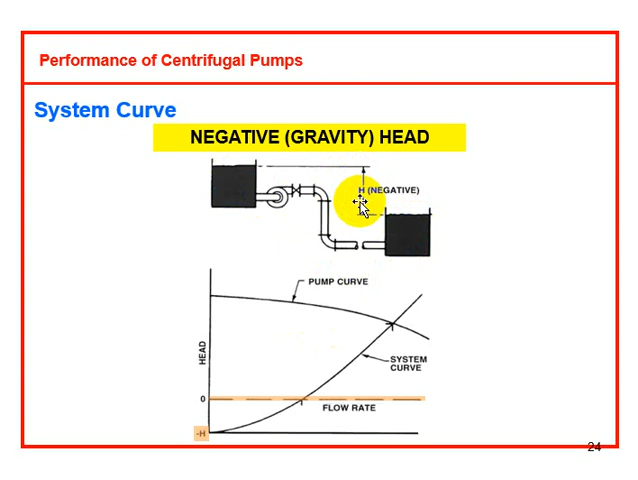 Performance of Centrifugal Pumps
System Curve
NEGATIVE (GRAVITY) HEAD
H (NEGATIVE)
PUMP CURVE
HEAD
SYSTEM
CURVE
0
FLOW RATE
-H
24